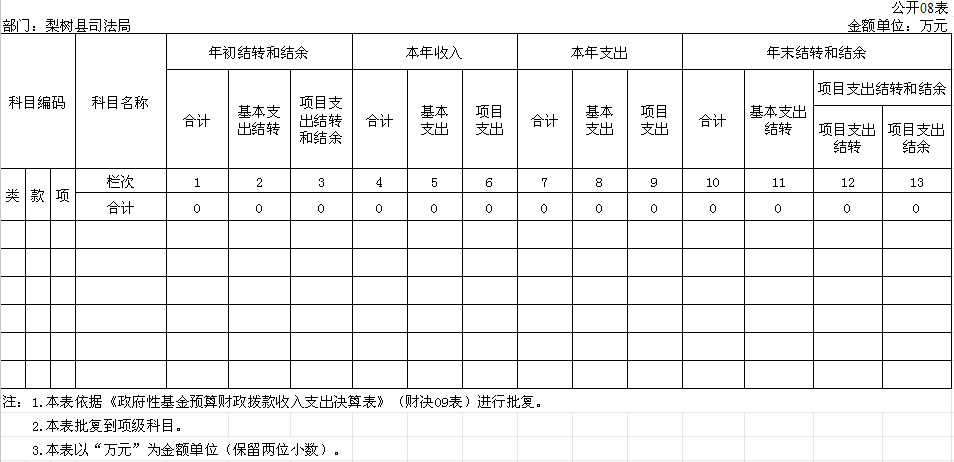 公开08表
部门：梨树县司法局 金额单位：万元
科目编码 科目名称 年初结转和结余 本年收入 本年支出 年末结转和结余
合计 基本支出结转 项目支出结转和结余 合计 基本支出 项目支出 合计 基本支出 项目支出 合计 基本支出结转 项目支出结转和结余
项目支出结转 项目支出结余
类 款 项 栏次 1 2 3 4 5 6 7 8 9 10 11 12 13
合计 0 0 0 0 0 0 0 0 0 0 0 0 0
注：1.本表依据《政府性基金预算财政拨款收入支出决算表》（财决09表）进行批复。
2.本表批复到项级科目。
3.本表以“万元”为金额单位（保留两位小数）。